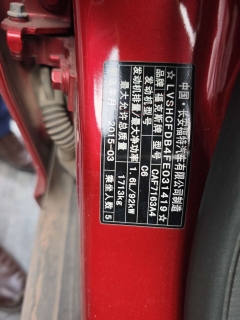 中国·长安福特汽车有限公司制造
☆LVSHCFDB4FE031419☆
品牌 福克斯牌 型号 CAF7163A4
发动机型号 06
发动机排量/最大净功率 1.6L/92kW
最大允许总质量 1713kg
2015-03 乘坐人数 5